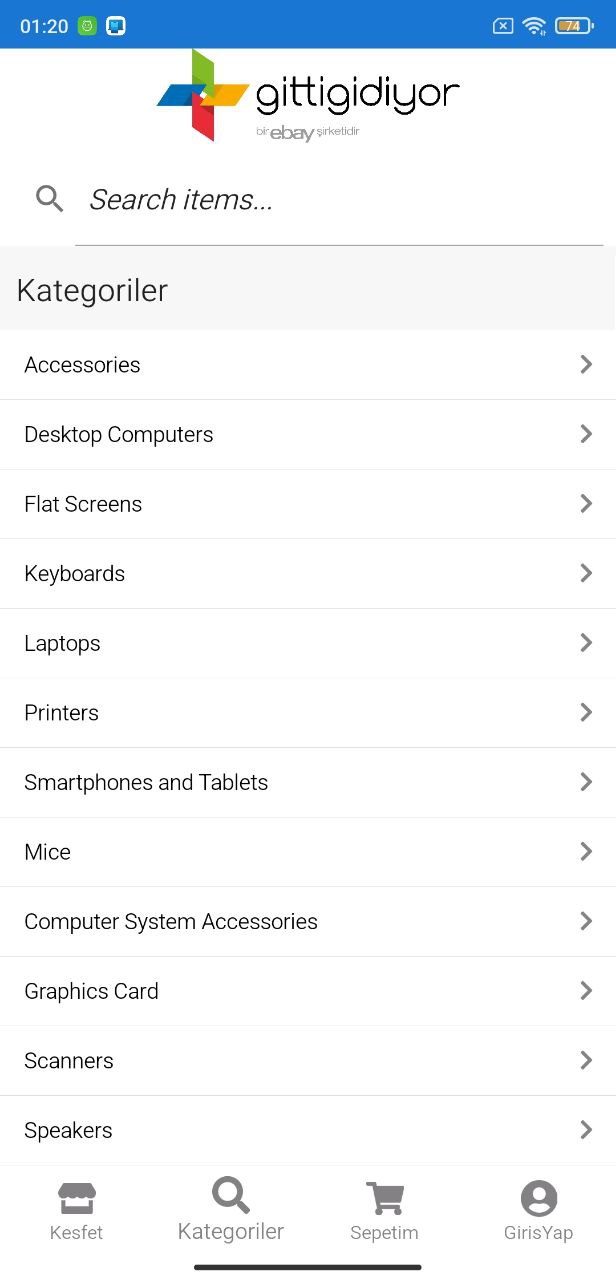 01:20
74
gittigidiyor
bir ebay şirketidir
Search items...
Kategoriler
Accessories
Desktop Computers
Flat Screens
Keyboards
Laptops
Printers
Smartphones and Tablets
Mice
Computer System Accessories
Graphics Card
Scanners
Speakers
Kesfet
Kategoriler
Sepetim
GirisYap